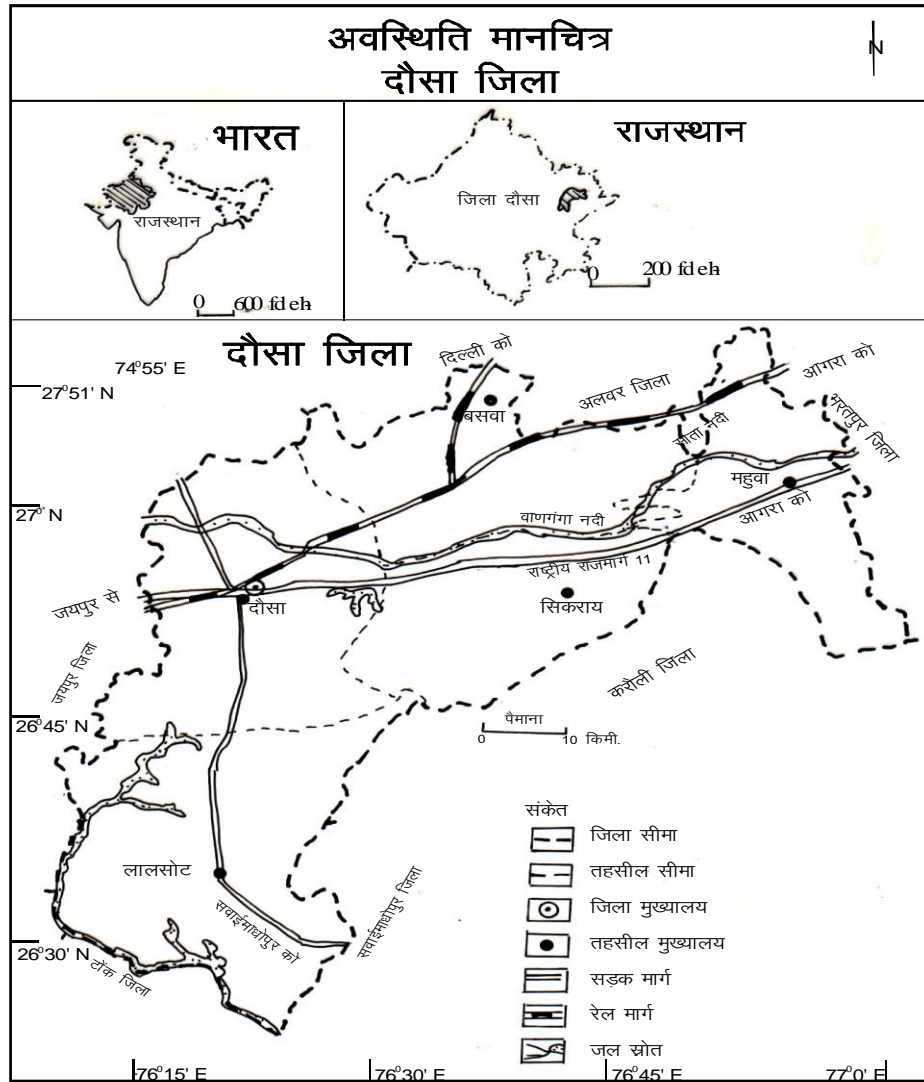 अवस्थिति मानचित्र
दौसा जिला
N
भारत
राजस्थान
0 600 fdeh-
राजस्थान
जिला दौसा
0 200 fdeh-
दौसा जिला
74°55' E
27°51' N
27° N
26°45' N
26°30' N
दिल्ली को
बसवा
अलवर जिला
आगरा को
सोता नदी
भरतपुर जिला
महुवा
आगरा को
वाणगंगा नदी
राष्ट्रीय राजमार्ग 11
सिकराय
जयपुर से
दौसा
जयपुर जिला
करौली जिला
पैमाना
0 10 किमी.
लालसोट
सवाईमाधोपुर को
सवाईमाधोपुर जिला
टोंक जिला
संकेत
जिला सीमा
तहसील सीमा
जिला मुख्यालय
तहसील मुख्यालय
सड़क मार्ग
रेल मार्ग
जल स्रोत
76°15' E 76°30' E 76°45' E 77°0' E